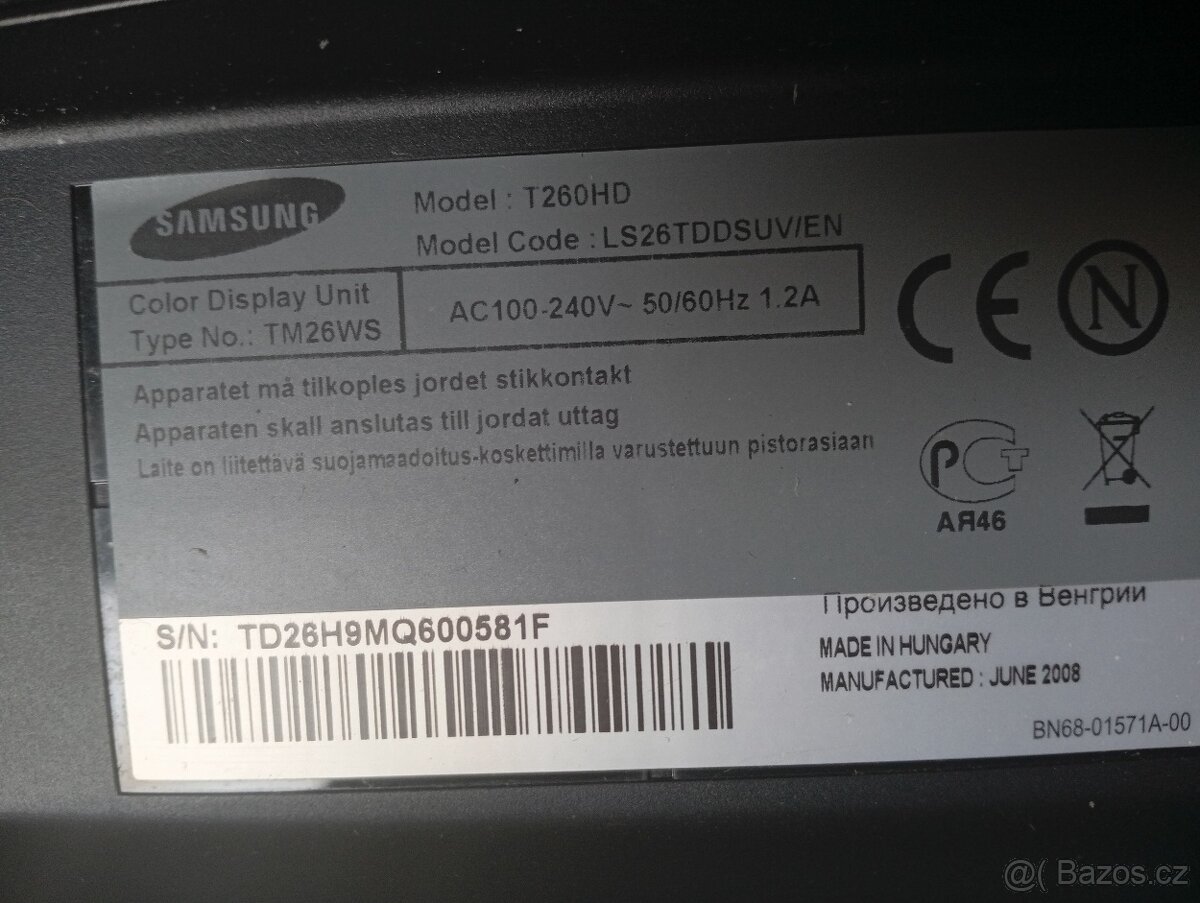 SAMSUNG
Model : T260HD
Model Code : LS26TDDSUV/EN
Color Display Unit
Type No.: TM26WS
AC100-240V~ 50/60Hz 1.2A
CE
N
Apparatet må tilkoples jordet stikkontakt
Apparaten skall anslutas till jordat uttag
Laite on liitettävä suojamaadoitus-koskettimilla varustettuun pistorasiaan
PCT
АЯ46
S/N: TD26H9MQ600581F
Произведено в Венгрии
MADE IN HUNGARY
MANUFACTURED : JUNE 2008
BN68-01571A-00
@( Bazos.cz